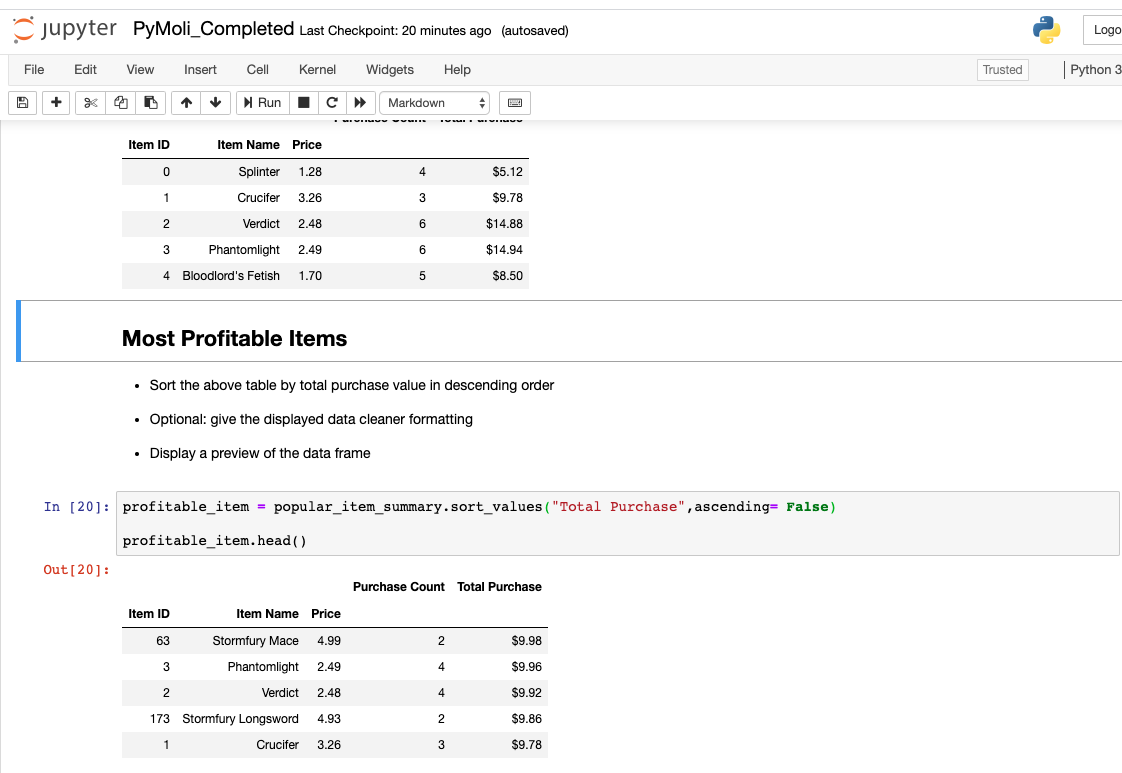 jupyter PyMoli_Completed Last Checkpoint: 20 minutes ago (autosaved)
File Edit View Insert Cell Kernel Widgets Help Trusted Python 3
Run Markdown
Purchase Count Total Purchase
Item ID Item Name Price
0 Splinter 1.28 4 $5.12
1 Crucifer 3.26 3 $9.78
2 Verdict 2.48 6 $14.88
3 Phantomlight 2.49 6 $14.94
4 Bloodlord's Fetish 1.70 5 $8.50
Most Profitable Items
• Sort the above table by total purchase value in descending order
• Optional: give the displayed data cleaner formatting
• Display a preview of the data frame
In [20]: profitable_item = popular_item_summary.sort_values("Total Purchase",ascending= False)
profitable_item.head()
Out[20]:
Purchase Count Total Purchase
Item ID Item Name Price
63 Stormfury Mace 4.99 2 $9.98
3 Phantomlight 2.49 4 $9.96
2 Verdict 2.48 4 $9.92
173 Stormfury Longsword 4.93 2 $9.86
1 Crucifer 3.26 3 $9.78